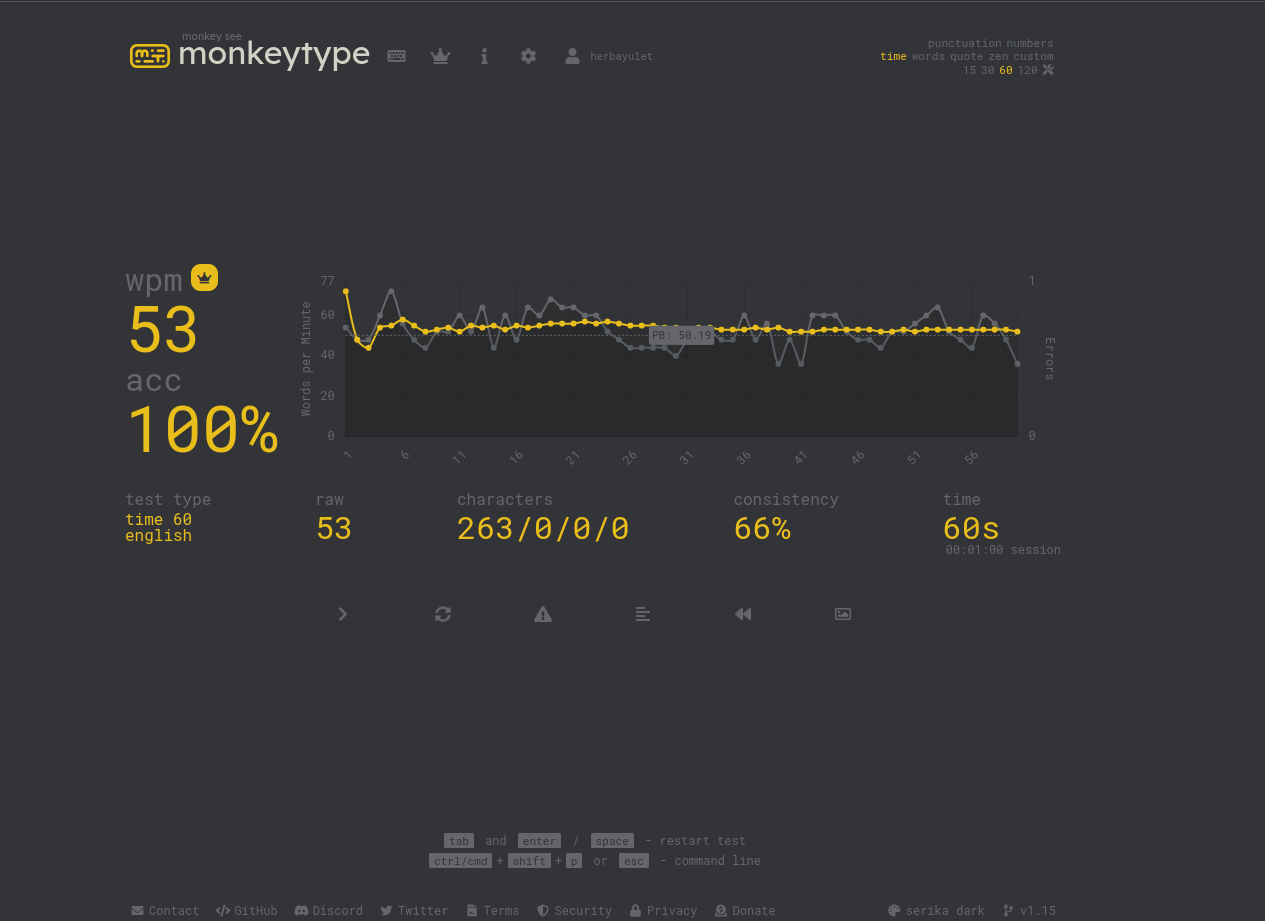 monkey see
monkeytype
herbayulet
punctuation numbers
time words quote zen custom
15 30 60 120
wpm
53
acc
100%
77
60
40
20
0
Words per Minute
PB: 50.19
1
0
Errors
1 6 11 16 21 26 31 36 41 46 51 56
test type
time 60
english
raw
53
characters
263/0/0/0
consistency
66%
time
60s
00:01:00 session
tab and enter / space - restart test
ctrl/cmd + shift + p or esc - command line
Contact GitHub Discord Twitter Terms Security Privacy Donate serika dark v1.15